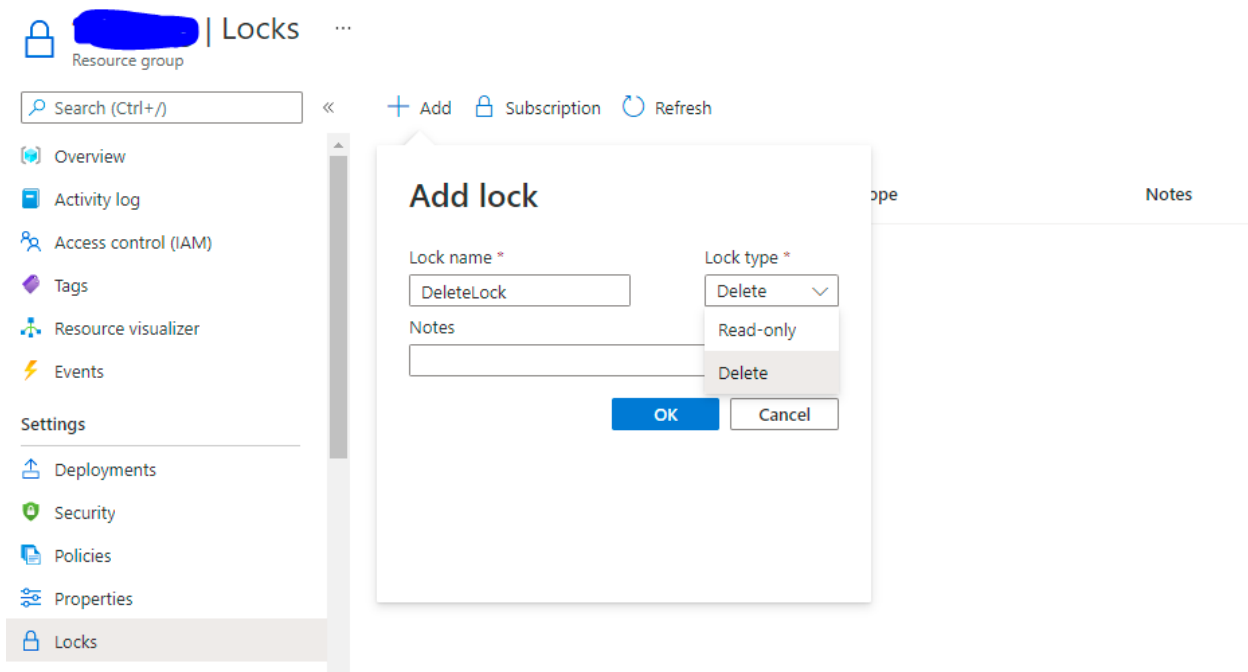 | Locks ...
Resource group
Search (Ctrl+/) «
Add Subscription Refresh
Overview
Activity log
Access control (IAM)
Tags
Resource visualizer
Events
Settings
Deployments
Security
Policies
Properties
Locks
Add lock
Lock name * Lock type *
DeleteLock Delete
Notes
Read-only
Delete
OK Cancel
Notes